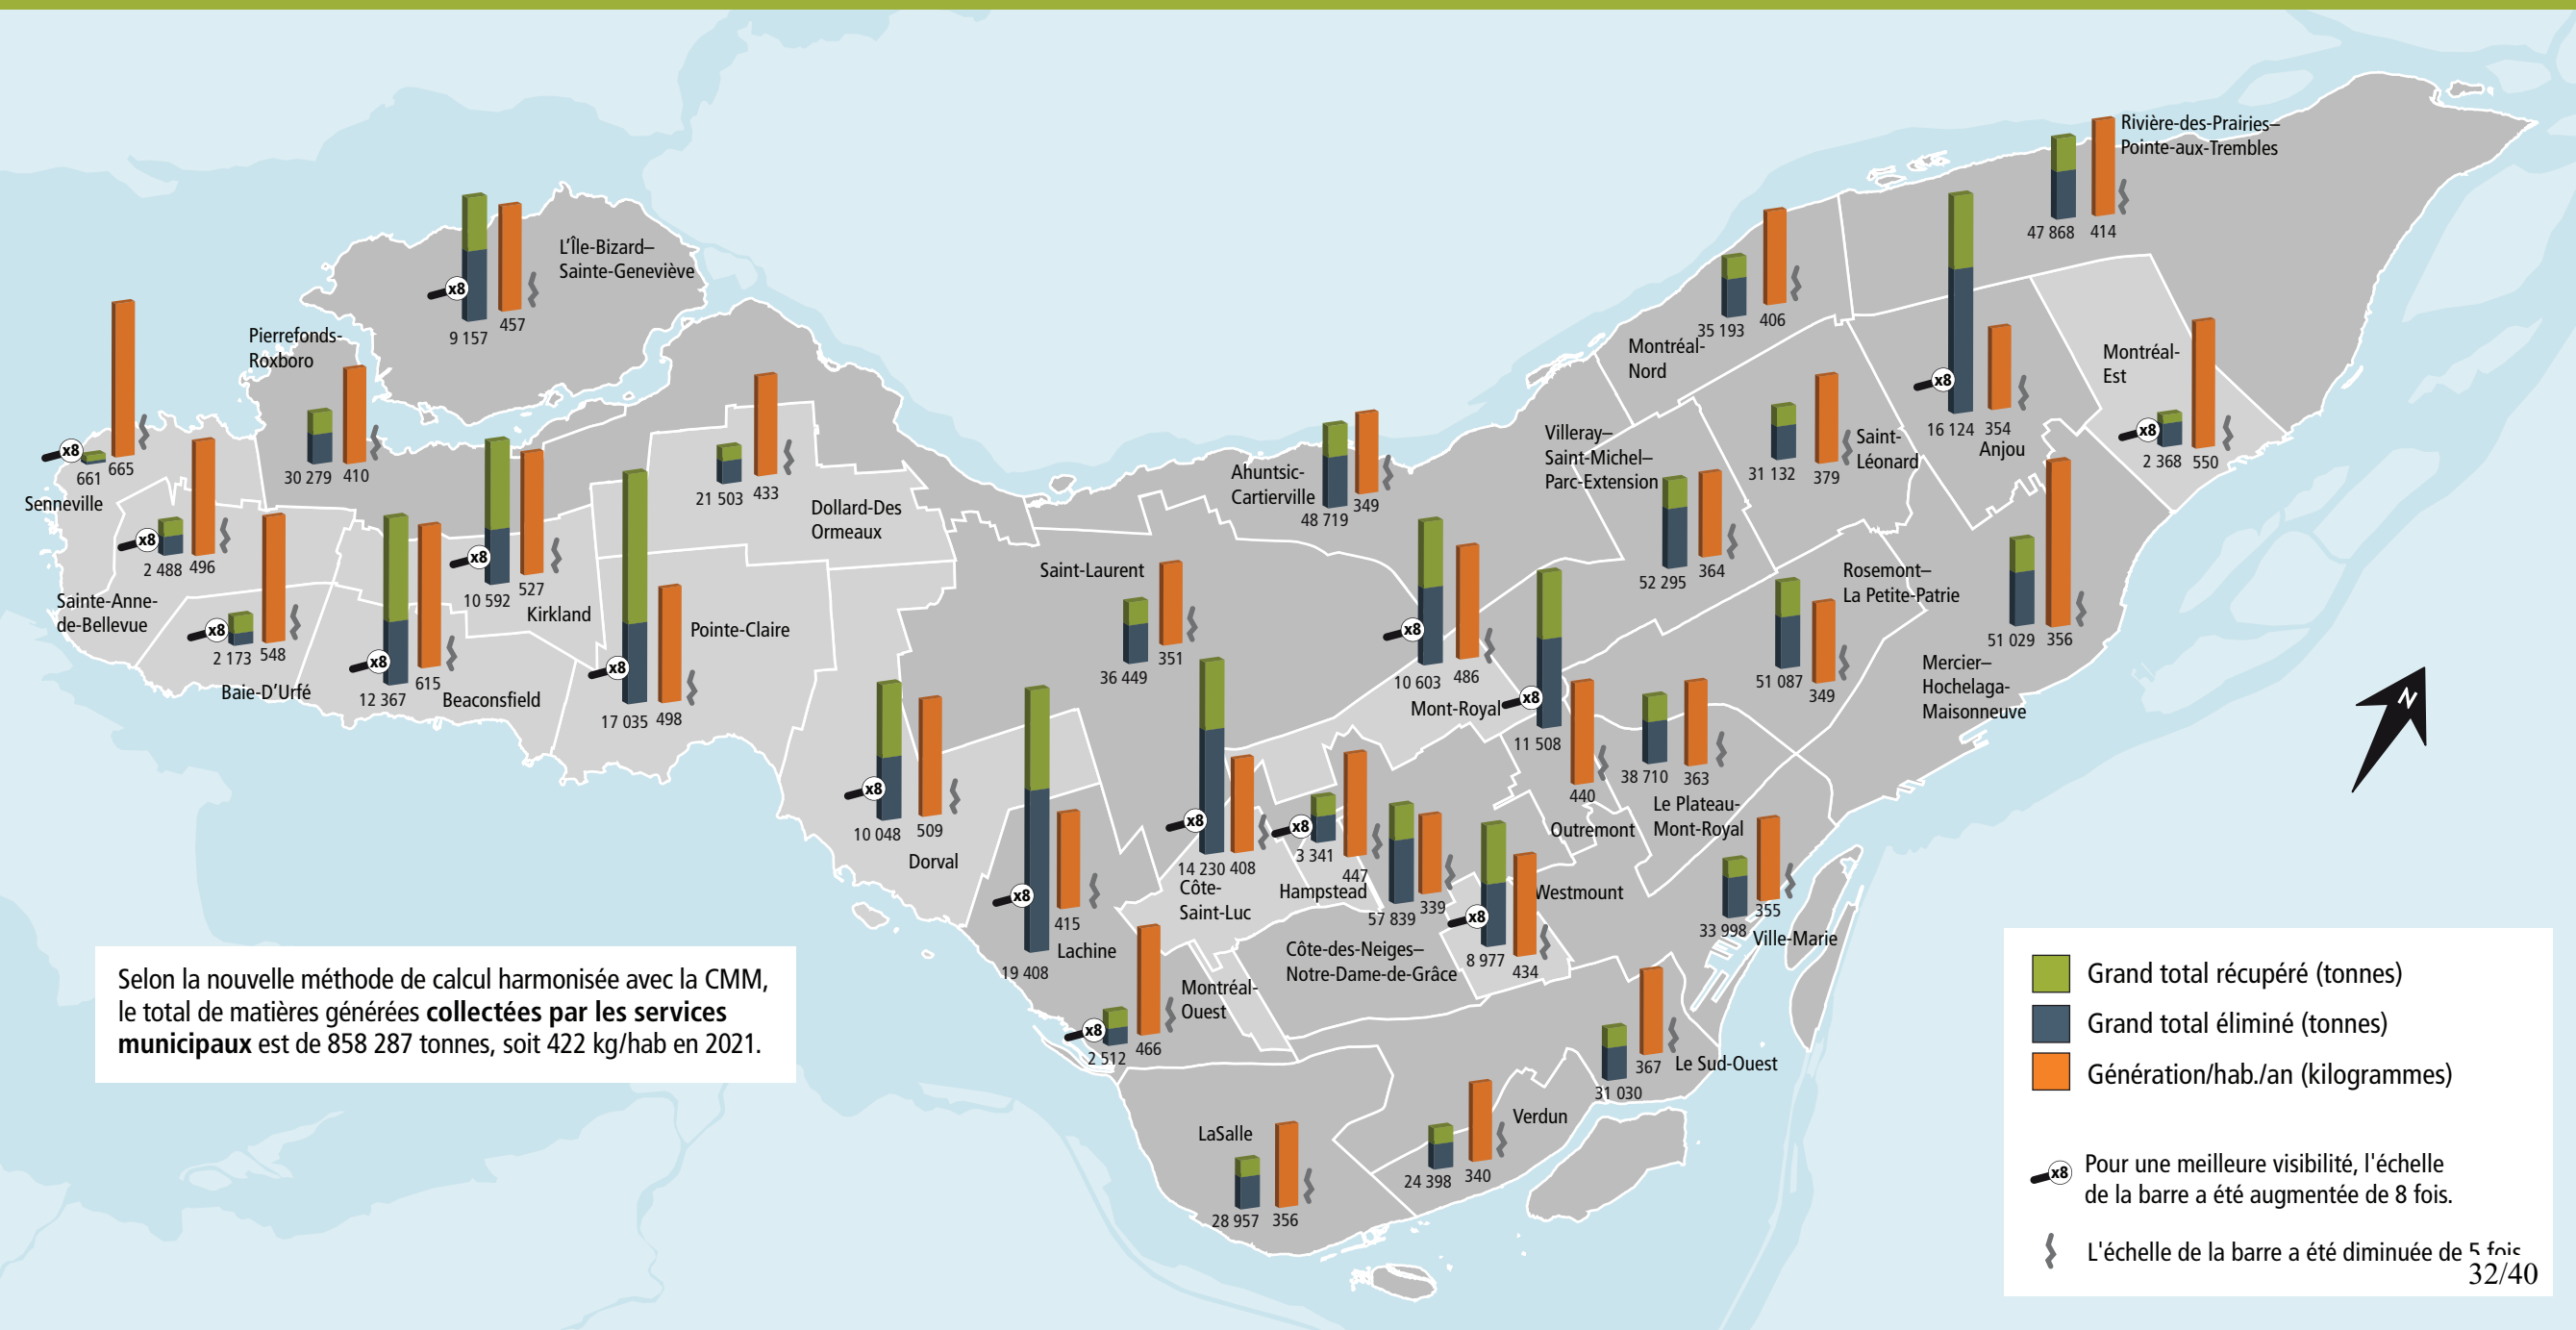 Rivière-des-Prairies–
Pointe-aux-Trembles
47 868 414
L'Île-Bizard–
Sainte-Geneviève
x8
9 157 457
Pierrefonds-
Roxboro
30 279 410
x8
661 665
Senneville
x8
2 488 496
Sainte-Anne-
de-Bellevue
x8
2 173 548
Baie-D'Urfé
x8
12 367 615
Beaconsfield
x8
10 592 527
Kirkland
x8
17 035 498
Pointe-Claire
21 503 433
Dollard-Des
Ormeaux
x8
10 048 509
Dorval
Saint-Laurent
36 449 351
Ahuntsic-
Cartierville
48 719 349
35 193 406
Montréal-
Nord
Villeray–
Saint-Michel–
Parc-Extension
52 295 364
31 132 379
Saint-
Léonard
x8
16 124 354
Anjou
Montréal-
Est
x8
2 368 550
Rosemont–
La Petite-Patrie
51 087 349
51 029 356
Mercier–
Hochelaga-
Maisonneuve
x8
10 603 486
Mont-Royal
x8
11 508
440
Outremont
38 710 363
Le Plateau-
Mont-Royal
x8
19 408
415
Lachine
x8
14 230 408
Côte-
Saint-Luc
x8
3 341
447
Hampstead
57 839 339
Côte-des-Neiges–
Notre-Dame-de-Grâce
x8
8 977 434
Westmount
33 998 355
Ville-Marie
x8
2 512 466
Montréal-
Ouest
31 030 367
Le Sud-Ouest
24 398 340
Verdun
LaSalle
28 957 356
N
Selon la nouvelle méthode de calcul harmonisée avec la CMM,
le total de matières générées collectées par les services
municipaux est de 858 287 tonnes, soit 422 kg/hab en 2021.
Grand total récupéré (tonnes)
Grand total éliminé (tonnes)
Génération/hab./an (kilogrammes)
x8 Pour une meilleure visibilité, l'échelle
de la barre a été augmentée de 8 fois.
L'échelle de la barre a été diminuée de 5 fois
32/40